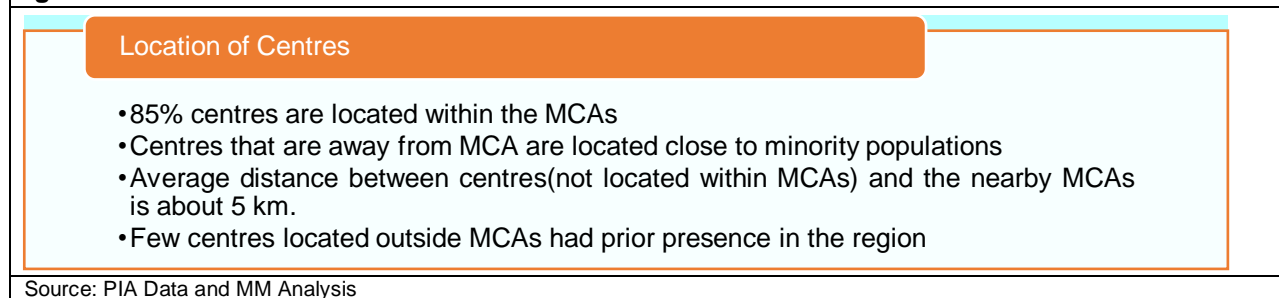 Location of Centres
•85% centres are located within the MCAs
•Centres that are away from MCA are located close to minority populations
•Average distance between centres(not located within MCAs) and the nearby MCAs
is about 5 km.
•Few centres located outside MCAs had prior presence in the region
Source: PIA Data and MM Analysis